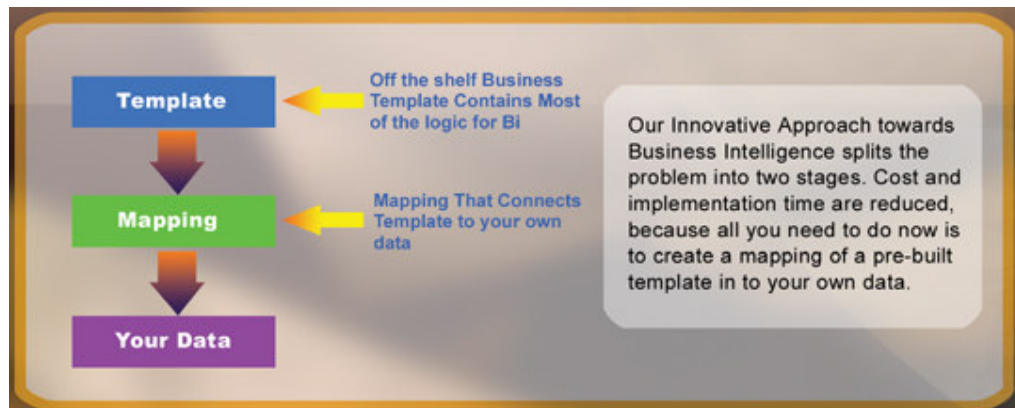 Template
Off the shelf Business
Template Contains Most
of the logic for Bi
Mapping
Mapping That Connects
Template to your own
data
Your Data
Our Innovative Approach towards
Business Intelligence splits the
problem into two stages. Cost and
implementation time are reduced,
because all you need to do now is
to create a mapping of a pre-built
template in to your own data.